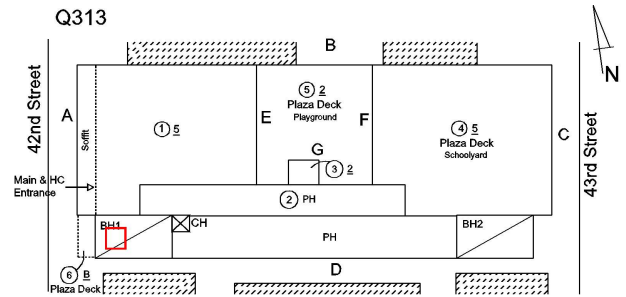 Q313
B
N
42nd Street
A
Soffit
① 5
E
⑤ 2
Plaza Deck
Playground
F
④ 5
Plaza Deck
Schoolyard
C
43rd Street
G
③ 2
Main & HC
Entrance
② PH
BH1
CH
PH
BH2
⑥ B
Plaza Deck
D